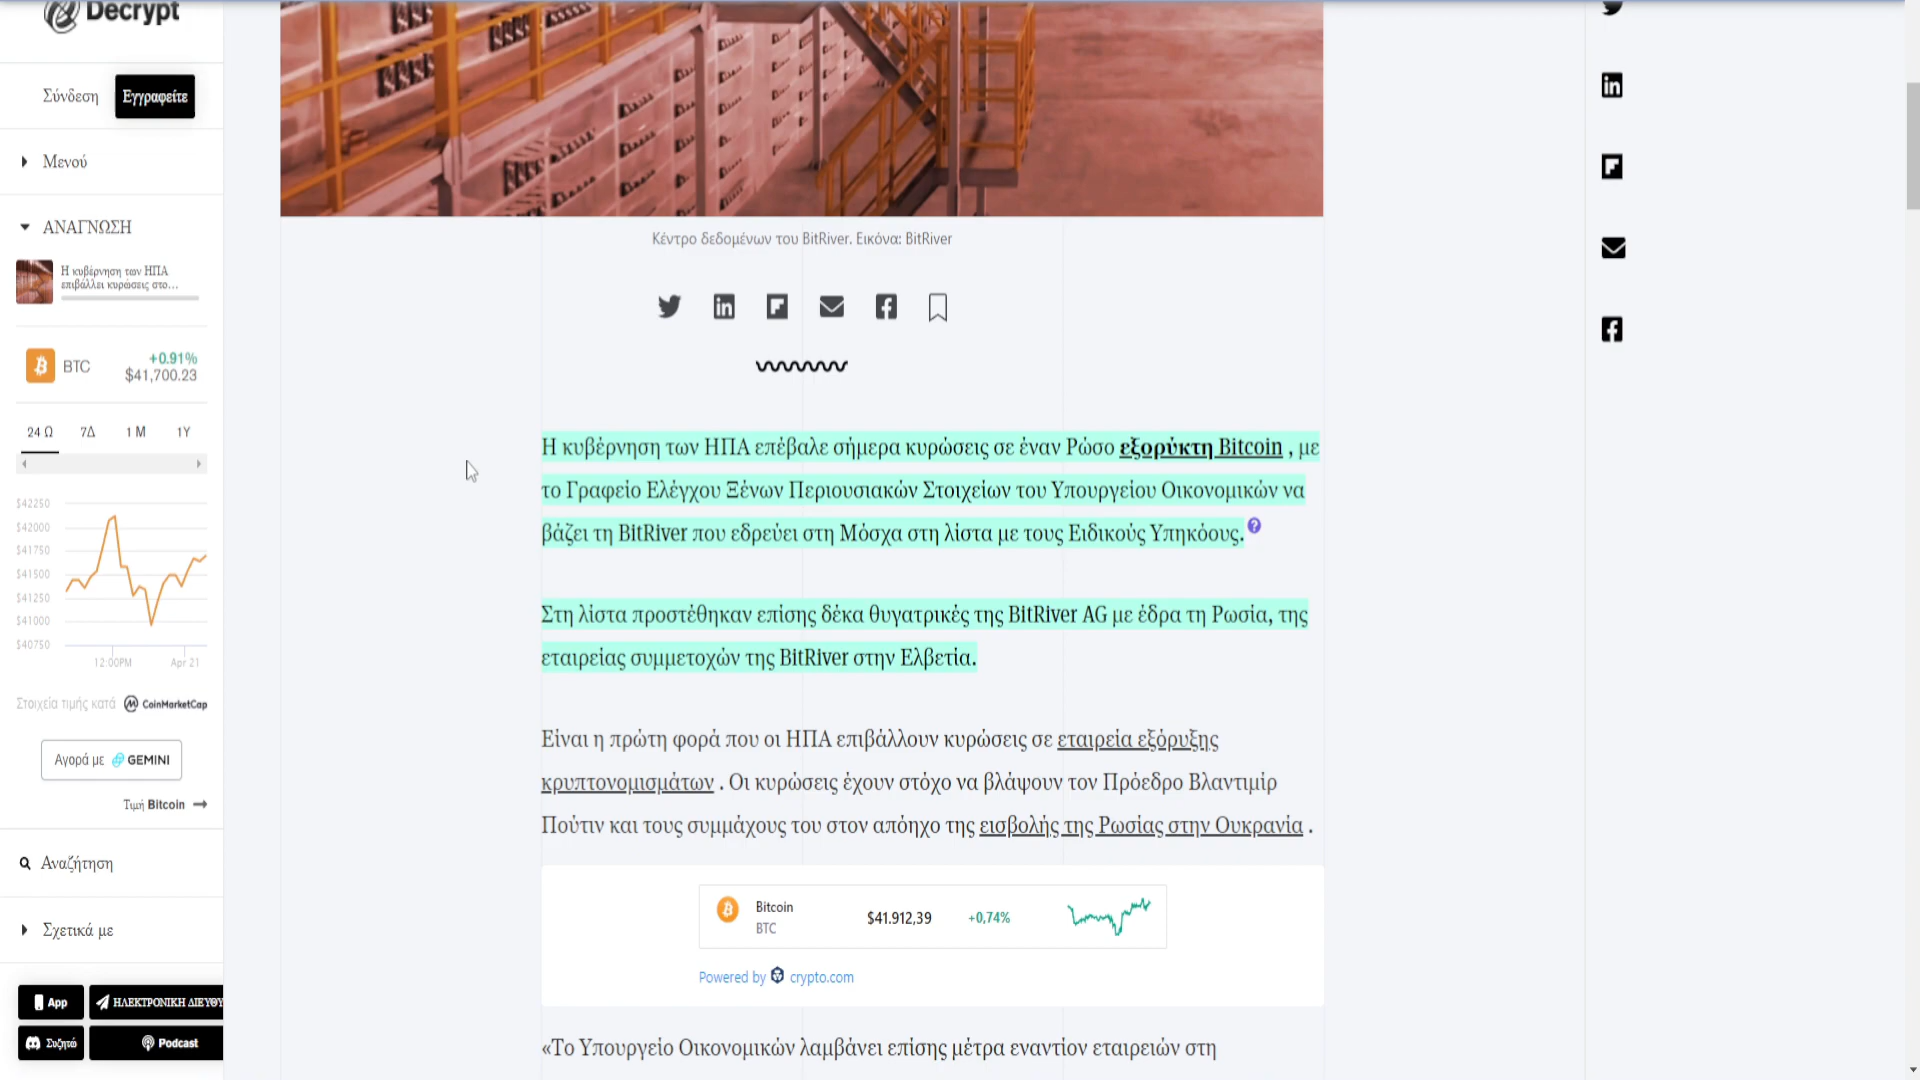 Decrypt
Σύνδεση
Εγγραφείτε
Μενού
ΑΝΑΓΝΩΣΗ
Η κυβέρνηση των ΗΠΑ
επιβάλλει κυρώσεις στο...
BTC
+0.91%
$41,700.23
24 Ω 7Δ 1 M 1Y
$42250
$42000
$41750
$41500
$41250
$41000
$40750
12:00PM Apr 21
Στοιχεία τιμής κατά CoinMarketCap
Αγορά με GEMINI
Τιμή Bitcoin
Αναζήτηση
Σχετικά με
App
ΗΛΕΚΤΡΟΝΙΚΗ ΔΙΕΥΘΥ
Συζητώ
Podcast
Κέντρο δεδομένων του BitRiver. Εικόνα: BitRiver
Η κυβέρνηση των ΗΠΑ επέβαλε σήμερα κυρώσεις σε έναν Ρώσο εξορύκτη Bitcoin , με
το Γραφείο Ελέγχου Ξένων Περιουσιακών Στοιχείων του Υπουργείου Οικονομικών να
βάζει τη BitRiver που εδρεύει στη Μόσχα στη λίστα με τους Ειδικούς Υπηκόους. ?
Στη λίστα προστέθηκαν επίσης δέκα θυγατρικές της BitRiver AG με έδρα τη Ρωσία, της
εταιρείας συμμετοχών της BitRiver στην Ελβετία.
Είναι η πρώτη φορά που οι ΗΠΑ επιβάλλουν κυρώσεις σε εταιρεία εξόρυξης
κρυπτονομισμάτων . Οι κυρώσεις έχουν στόχο να βλάψουν τον Πρόεδρο Βλαντιμίρ
Πούτιν και τους συμμάχους του στον απόηχο της εισβολής της Ρωσίας στην Ουκρανία .
Bitcoin
BTC
$41.912,39
+0,74%
Powered by crypto.com
«Το Υπουργείο Οικονομικών λαμβάνει επίσης μέτρα εναντίον εταιρειών στη